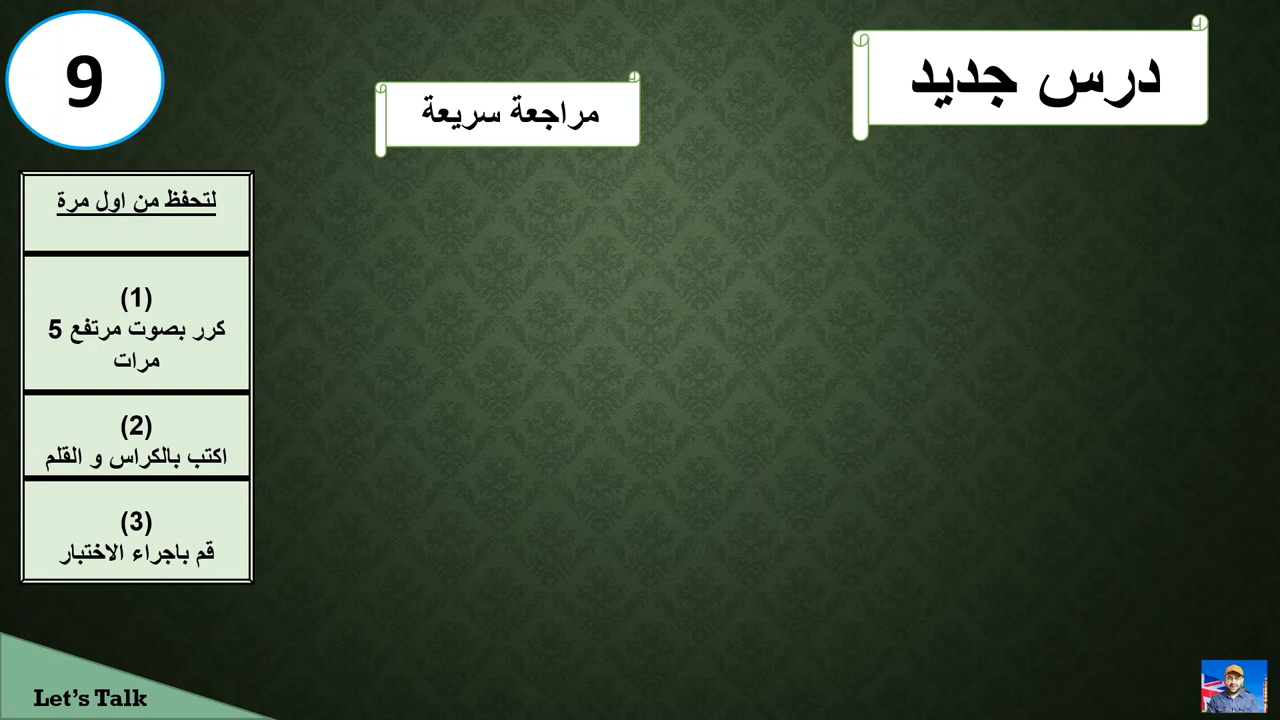 9
درس جديد
مراجعة سريعة
لتحفظ من اول مرة
(1)
كرر بصوت مرتفع 5
مرات
(2)
اكتب بالكراس و القلم
(3)
قم باجراء الاختبار
Let's Talk